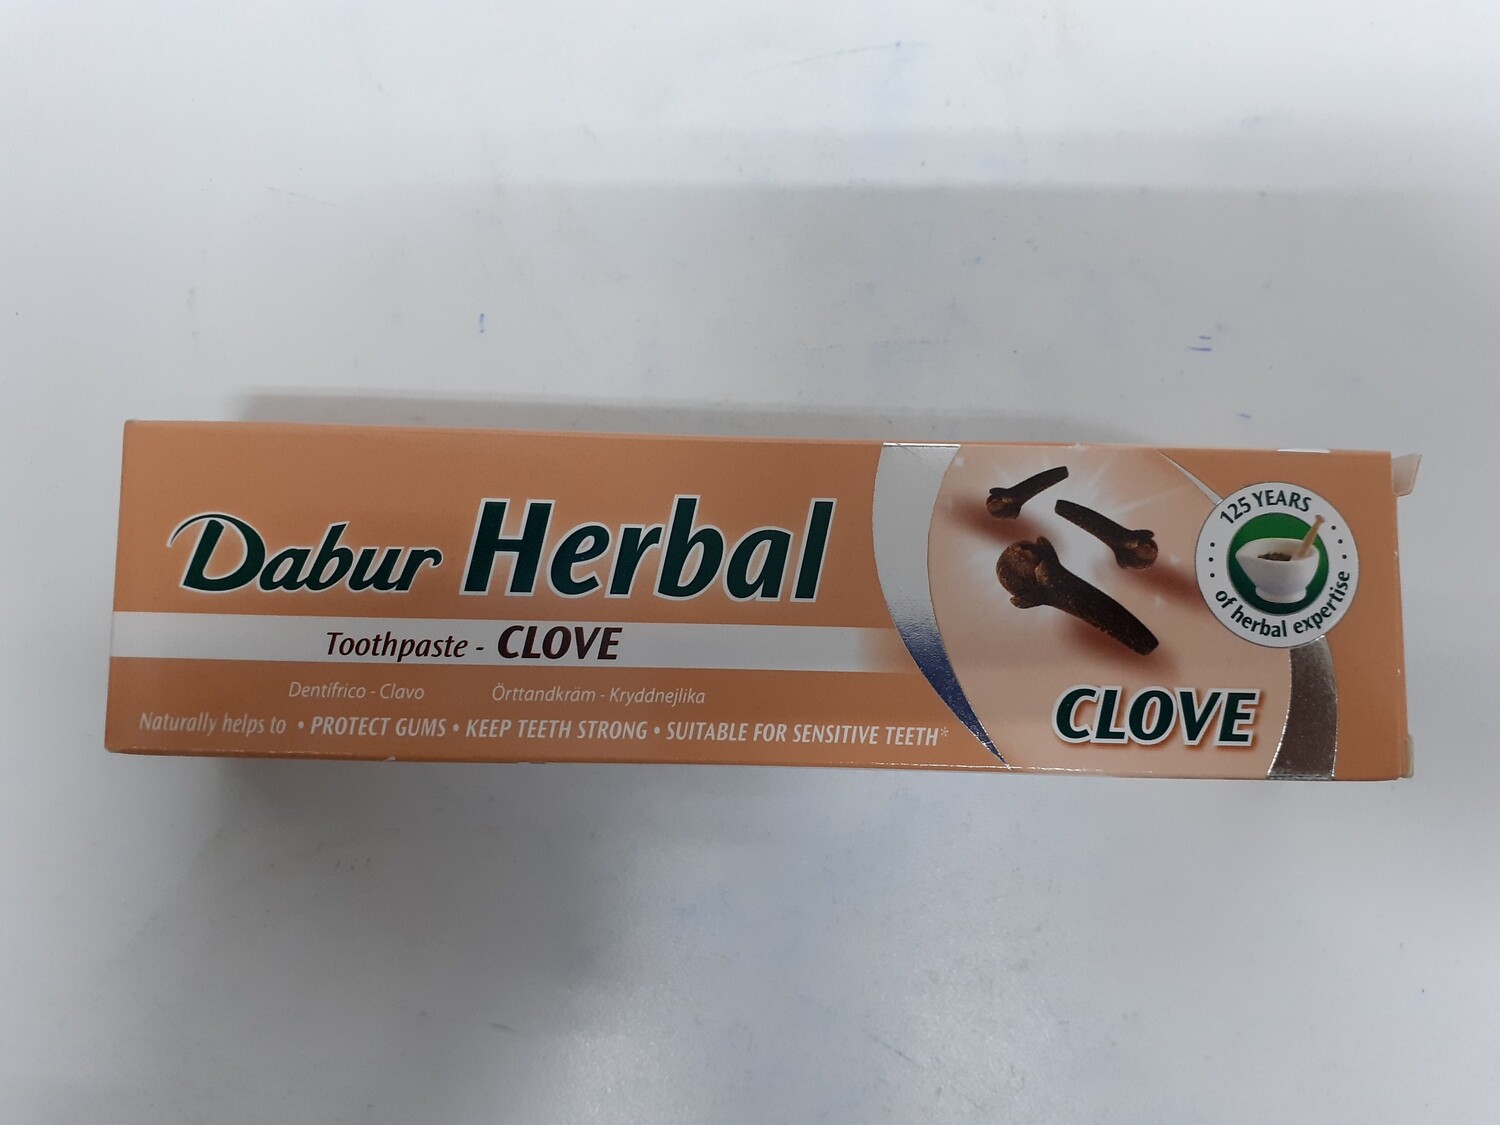 Dabur Herbal
Toothpaste - CLOVE
Dentífrico - Clavo Örttandkräm - Kryddnejlika
Naturally helps to • PROTECT GUMS • KEEP TEETH STRONG • SUITABLE FOR SENSITIVE TEETH*
CLOVE
125 YEARS
of herbal expertise